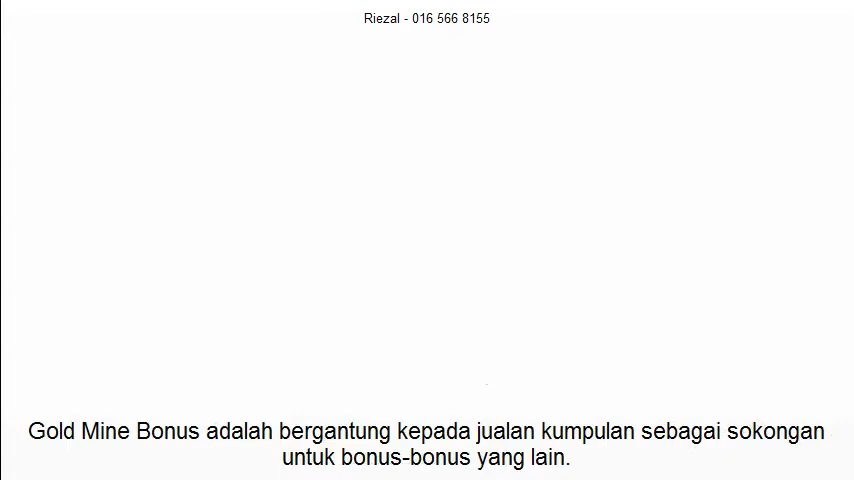 Riezal - 016 566 8155
Gold Mine Bonus adalah bergantung kepada jualan kumpulan sebagai sokongan
untuk bonus-bonus yang lain.